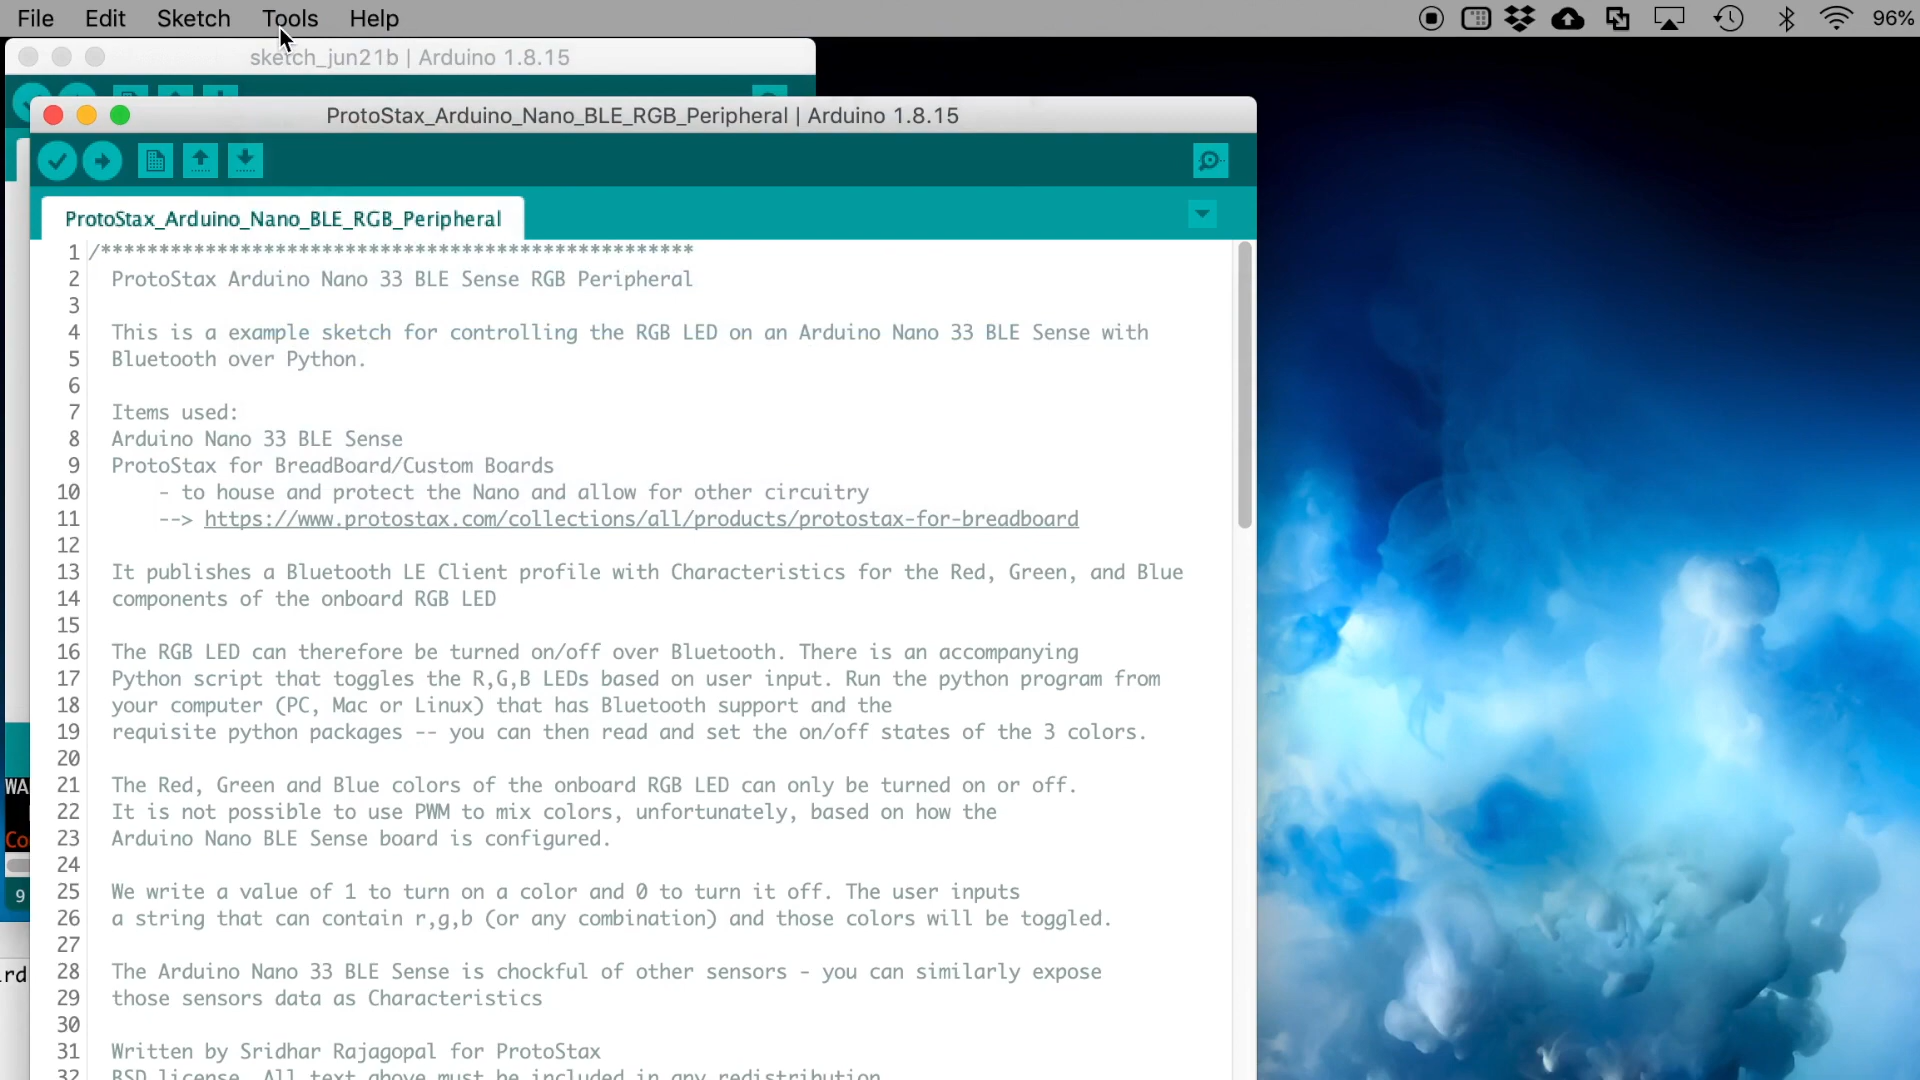 File Edit Sketch Tools Help 96%
sketch_jun21b | Arduino 1.8.15
ProtoStax_Arduino_Nano_BLE_RGB_Peripheral | Arduino 1.8.15
ProtoStax_Arduino_Nano_BLE_RGB_Peripheral
1 /***************************************************
2 ProtoStax Arduino Nano 33 BLE Sense RGB Peripheral
3
4 This is a example sketch for controlling the RGB LED on an Arduino Nano 33 BLE Sense with
5 Bluetooth over Python.
6
7 Items used:
8 Arduino Nano 33 BLE Sense
9 ProtoStax for BreadBoard/Custom Boards
10 - to house and protect the Nano and allow for other circuitry
11 --> https://www.protostax.com/collections/all/products/protostax-for-breadboard
12
13 It publishes a Bluetooth LE Client profile with Characteristics for the Red, Green, and Blue
14 components of the onboard RGB LED
15
16 The RGB LED can therefore be turned on/off over Bluetooth. There is an accompanying
17 Python script that toggles the R,G,B LEDs based on user input. Run the python program from
18 your computer (PC, Mac or Linux) that has Bluetooth support and the
19 requisite python packages -- you can then read and set the on/off states of the 3 colors.
20
21 The Red, Green and Blue colors of the onboard RGB LED can only be turned on or off.
22 It is not possible to use PWM to mix colors, unfortunately, based on how the
WA
23 Arduino Nano BLE Sense board is configured.
Co
24
25 We write a value of 1 to turn on a color and 0 to turn it off. The user inputs
9
26 a string that can contain r,g,b (or any combination) and those colors will be toggled.
27
28 The Arduino Nano 33 BLE Sense is chockful of other sensors - you can similarly expose
ird
29 those sensors data as Characteristics
30
31 Written by Sridhar Rajagopal for ProtoStax
32 BSD license. All text above must be included in any redistribution